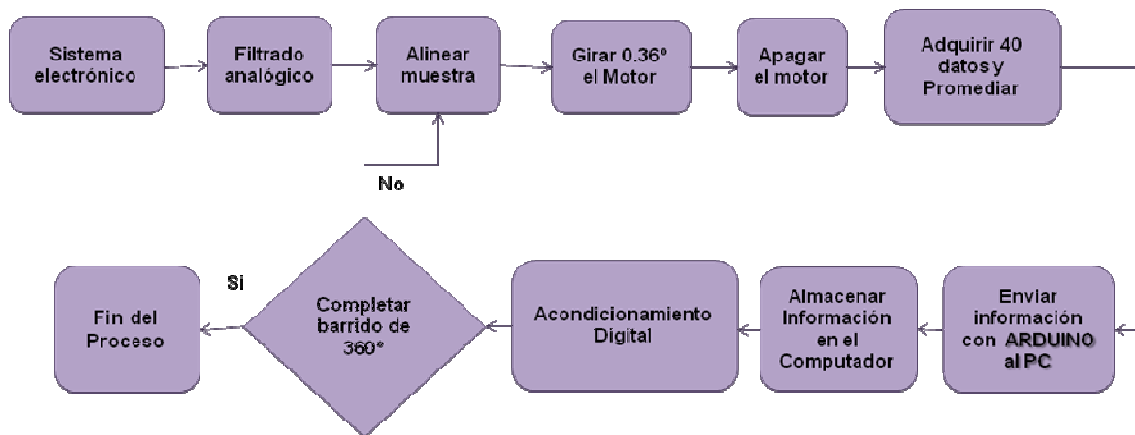 Sistema
electrónico
Filtrado
analógico
Alinear
muestra
Girar 0.36º
el Motor
Apagar
el motor
Adquirir 40
datos y
Promediar
No
Si
Fin del
Proceso
Completar
barrido de
360º
Acondicionamiento
Digital
Almacenar
Información
en el
Computador
Enviar
información
con ARDUINO
al PC